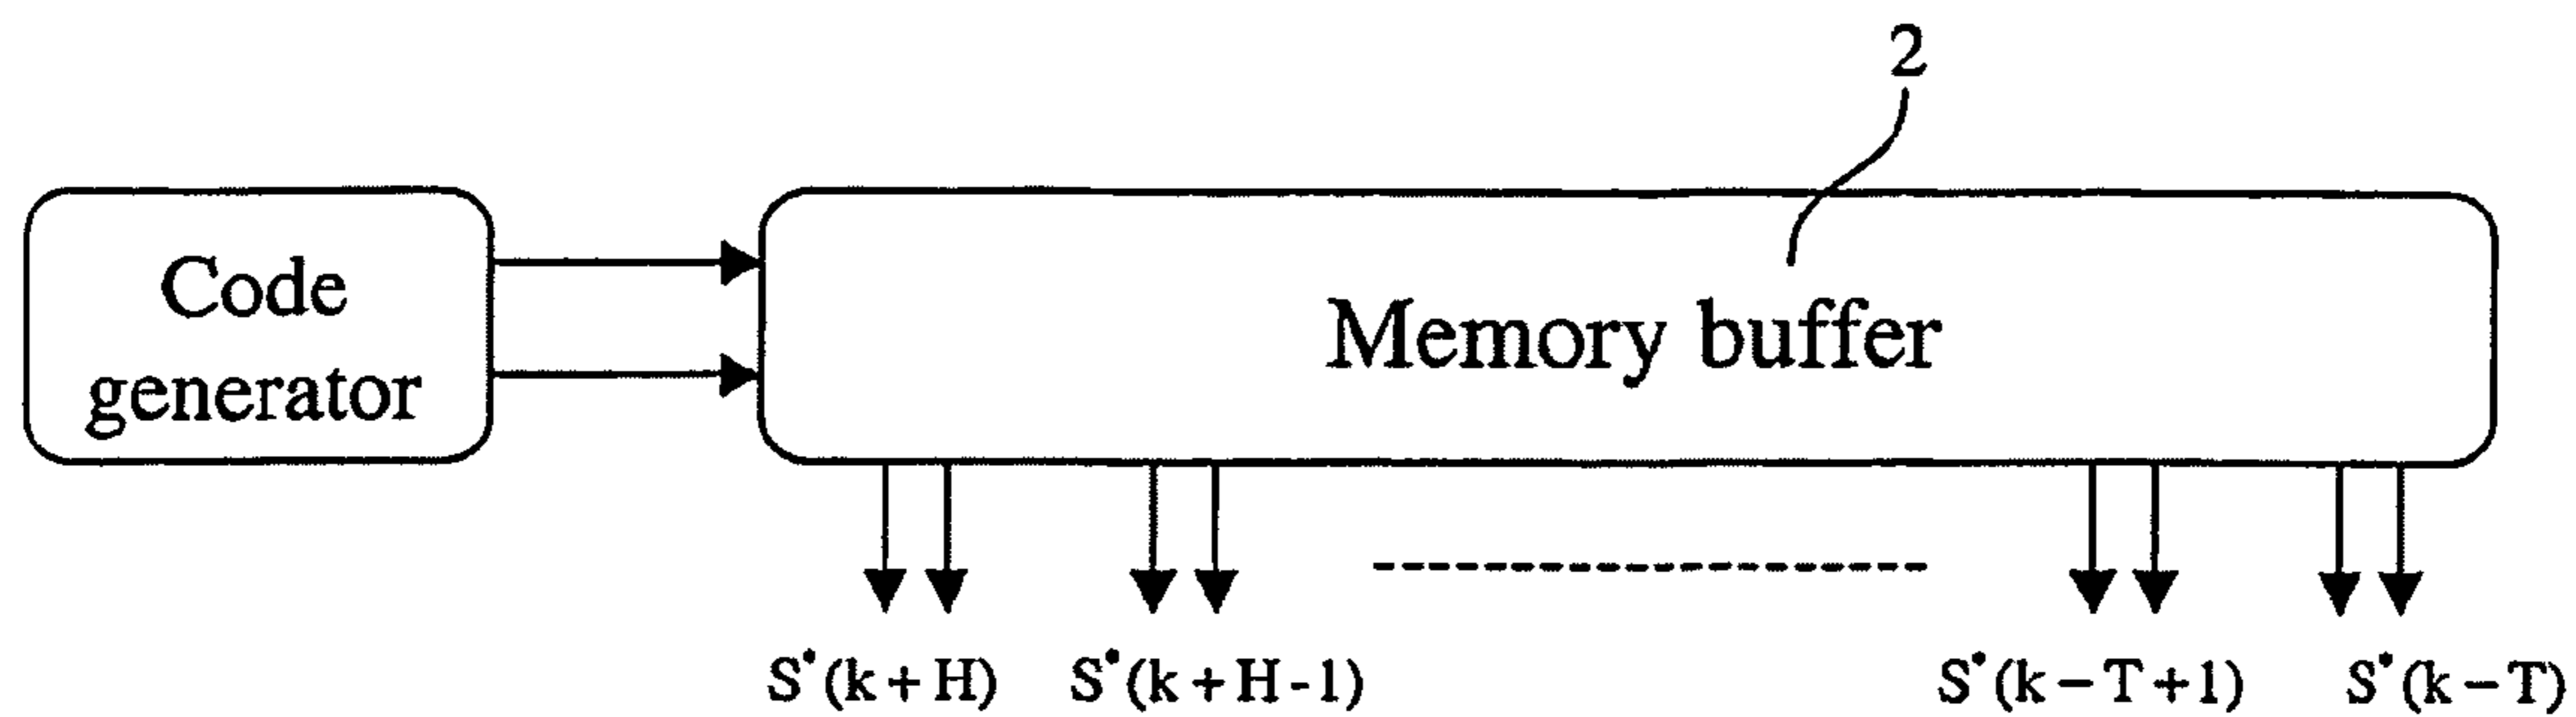 2
Code
generator
Memory buffer
S*(k + H) S*(k + H-1) S*(k – T + 1) S*(k – T)